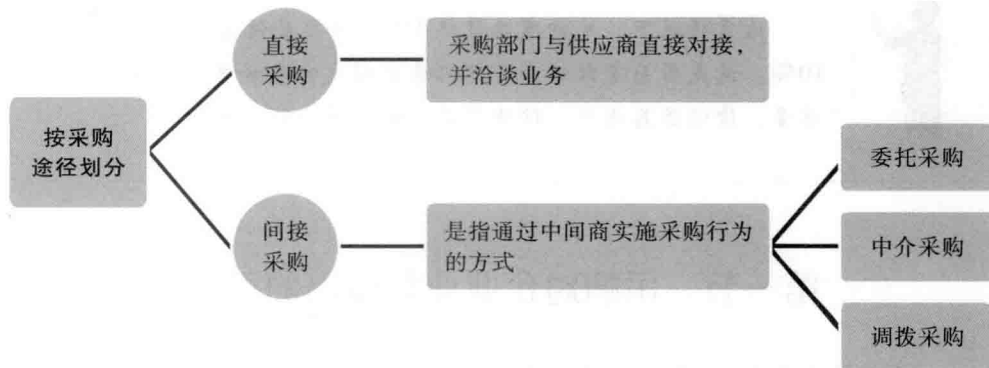 直接
采购
采购部门与供应商直接对接，
并洽谈业务
按采购
途径划分
间接
采购
是指通过中间商实施采购行为
的方式
委托采购
中介采购
调拨采购